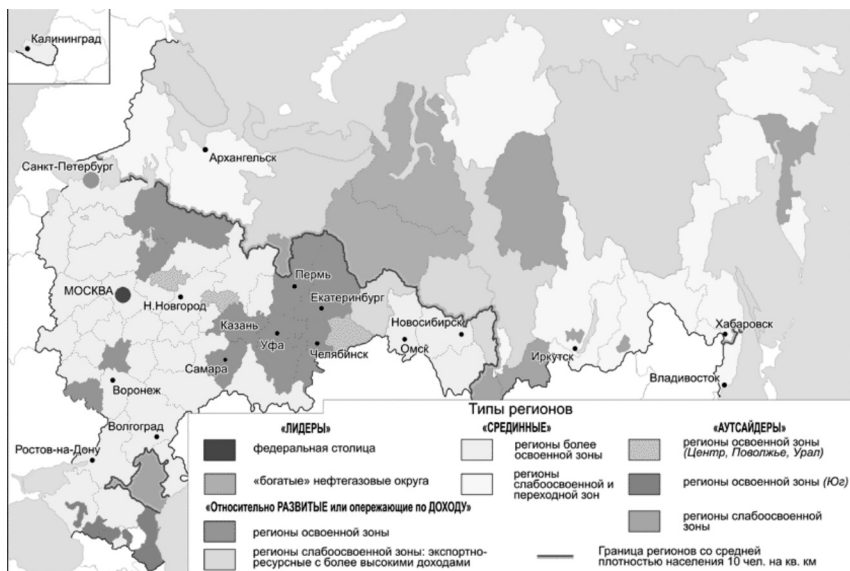 Калининград
Санкт-Петербург
Архангельск
МОСКВА
Н.Новгород
Пермь
Екатеринбург
Казань
Уфа
Новосибирск
Самара
Челябинск
Омск
Иркутск
Хабаровск
Воронеж
Владивосток
Волгоград
Ростов-на-Дону
Типы регионов
«ЛИДЕРЫ»
федеральная столица
«богатые» нефтегазовые округа
«Относительно РАЗВИТЫЕ или опережающие по ДОХОДУ»
регионы освоенной зоны
регионы слабоосвоенной зоны: экспортно-
ресурсные с более высокими доходами
«СРЕДИННЫЕ»
регионы более
освоенной зоны
регионы
слабоосвоенной и
переходной зон
«АУТСАЙДЕРЫ»
регионы освоенной зоны
(Центр, Поволжье, Урал)
регионы освоенной зоны (Юг)
регионы слабоосвоенной
зоны
Граница регионов со средней
плотностью населения 10 чел. на кв. км